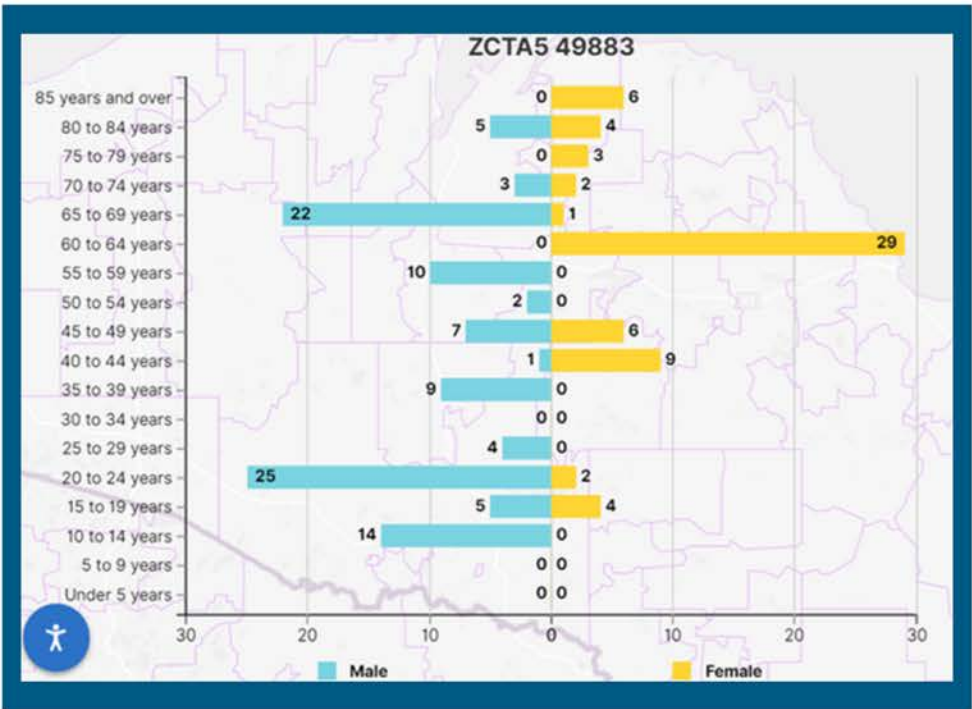 ZCTA5 49883
85 years and over 0 6
80 to 84 years 5 4
75 to 79 years 0 3
70 to 74 years 3 2
65 to 69 years 22 1
60 to 64 years 0 29
55 to 59 years 10 0
50 to 54 years 2 0
45 to 49 years 7 6
40 to 44 years 1 9
35 to 39 years 9 0
30 to 34 years 0 0
25 to 29 years 4 0
20 to 24 years 25 2
15 to 19 years 5 4
10 to 14 years 14 0
5 to 9 years 0 0
Under 5 years 0 0
30 20 10 0 10 20 30
Male Female